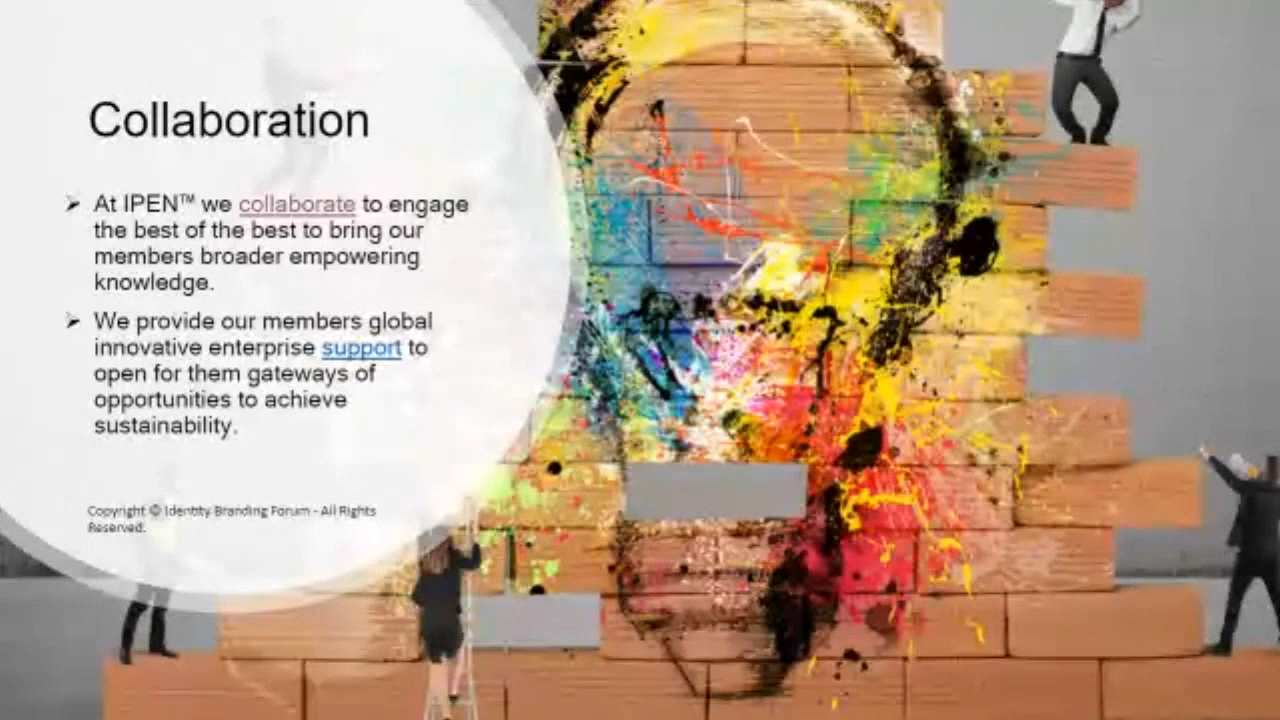 Collaboration
➢ At IPEN™ we collaborate to engage
the best of the best to bring our
members broader empowering
knowledge.
➢ We provide our members global
innovative enterprise support to
open for them gateways of
opportunities to achieve
sustainability.
Copyright © Identity Branding Forum - All Rights
Reserved.